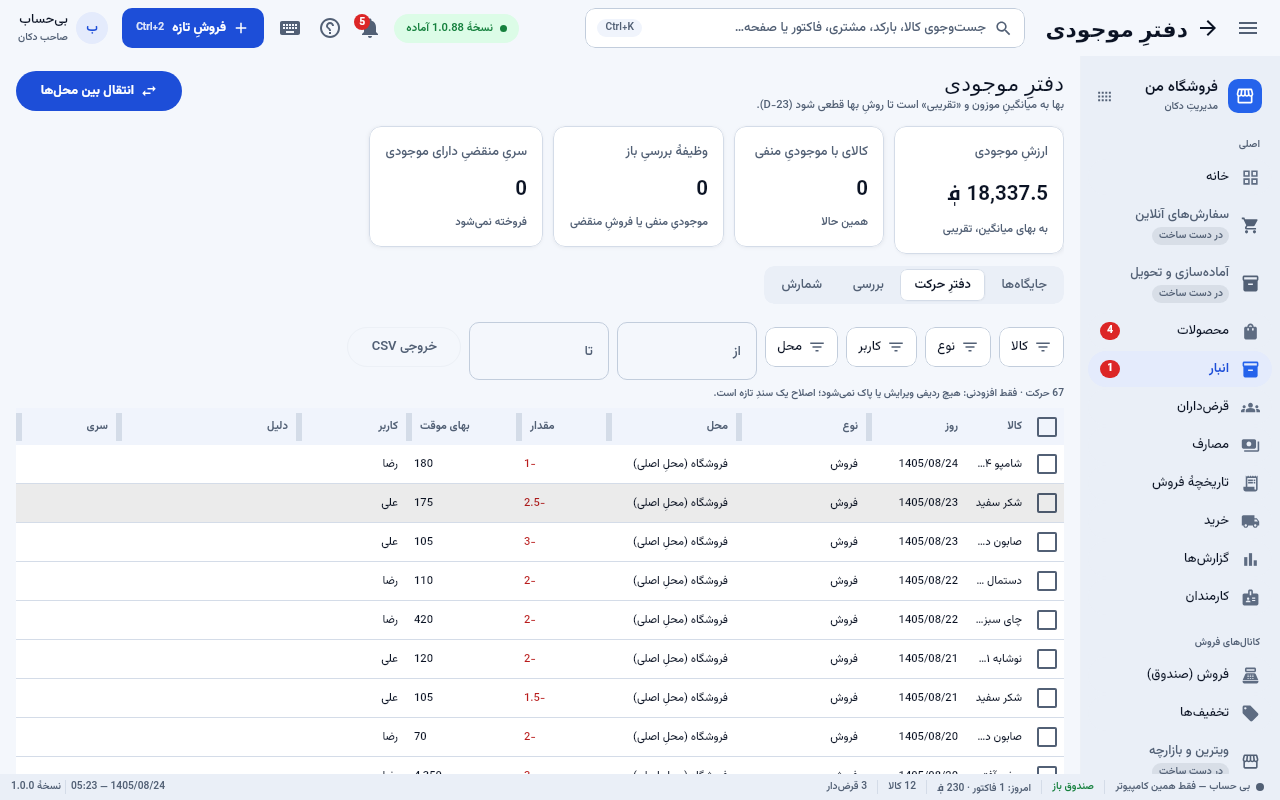 دفترِ موجودی
جست‌وجوی کالا، بارکد، مشتری، فاکتور یا صفحه…
Ctrl+K
نسخهٔ 1.0.88 آماده
5
فروشِ تازه
Ctrl+2
ب
بی‌حساب
صاحب دکان
فروشگاه من
مدیریتِ دکان
اصلی
خانه
سفارش‌های آنلاین
در دست ساخت
آماده‌سازی و تحویل
در دست ساخت
محصولات
4
انبار
1
قرض‌داران
مصارف
تاریخچهٔ فروش
خرید
گزارش‌ها
کارمندان
کانال‌های فروش
فروش (صندوق)
تخفیف‌ها
ویترین و بازارچه
در دست ساخت
دفترِ موجودی
بها به میانگینِ موزون و «تقریبی» است تا روشِ بها قطعی شود (D-23).
انتقال بین محل‌ها
ارزشِ موجودی
18,337.5 ؋
به بهای میانگین، تقریبی
کالای با موجودیِ منفی
0
همین حالا
وظیفهٔ بررسیِ باز
0
موجودیِ منفی یا فروشِ منقضی
سریِ منقضیِ دارای موجودی
0
فروخته نمی‌شود
جایگاه‌ها
دفترِ حرکت
بررسی
شمارش
کالا
نوع
کاربر
محل
از
تا
خروجی CSV
67 حرکت · فقط افزودنی: هیچ ردیفی ویرایش یا پاک نمی‌شود؛ اصلاح یک سندِ تازه است.
کالا روز نوع محل مقدار بهای موقت کاربر دلیل سری
شامپو ۴… 1405/08/24 فروش فروشگاه (محلِ اصلی) -1 180 رضا
شکر سفید 1405/08/23 فروش فروشگاه (محلِ اصلی) -2.5 175 علی
صابون د… 1405/08/23 فروش فروشگاه (محلِ اصلی) -3 105 علی
دستمال … 1405/08/22 فروش فروشگاه (محلِ اصلی) -2 110 رضا
چای سبز… 1405/08/22 فروش فروشگاه (محلِ اصلی) -2 420 رضا
نوشابه ۱… 1405/08/21 فروش فروشگاه (محلِ اصلی) -2 120 علی
شکر سفید 1405/08/21 فروش فروشگاه (محلِ اصلی) -1.5 105 علی
صابون د… 1405/08/20 فروش فروشگاه (محلِ اصلی) -2 70 رضا
بی حساب — فقط همین کامپیوتر
صندوق باز
امروز: 1 فاکتور · 230 ؋
12 کالا
3 قرض‌دار
1405/08/24 — 05:23
نسخهٔ 1.0.0